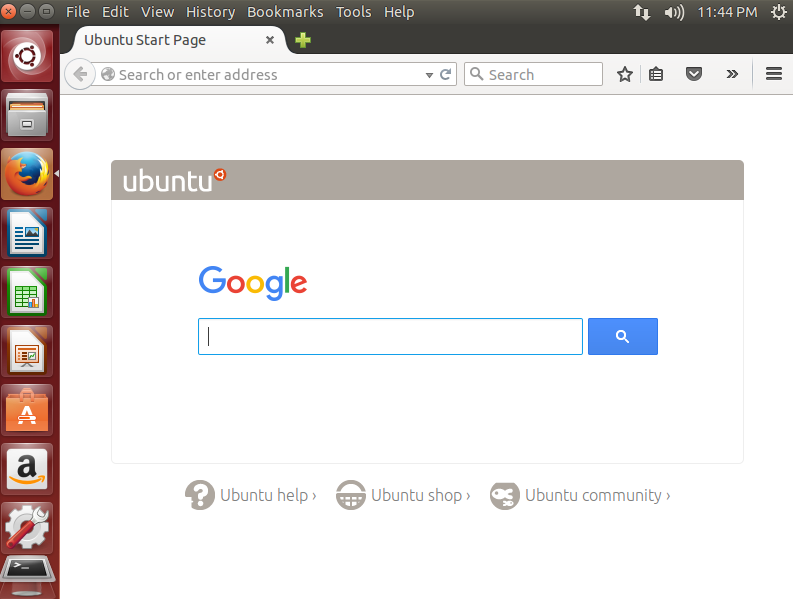 File Edit View History Bookmarks Tools Help 11:44 PM
Ubuntu Start Page
Search or enter address Search
ubuntu
Google
Ubuntu help ›
Ubuntu shop ›
Ubuntu community ›